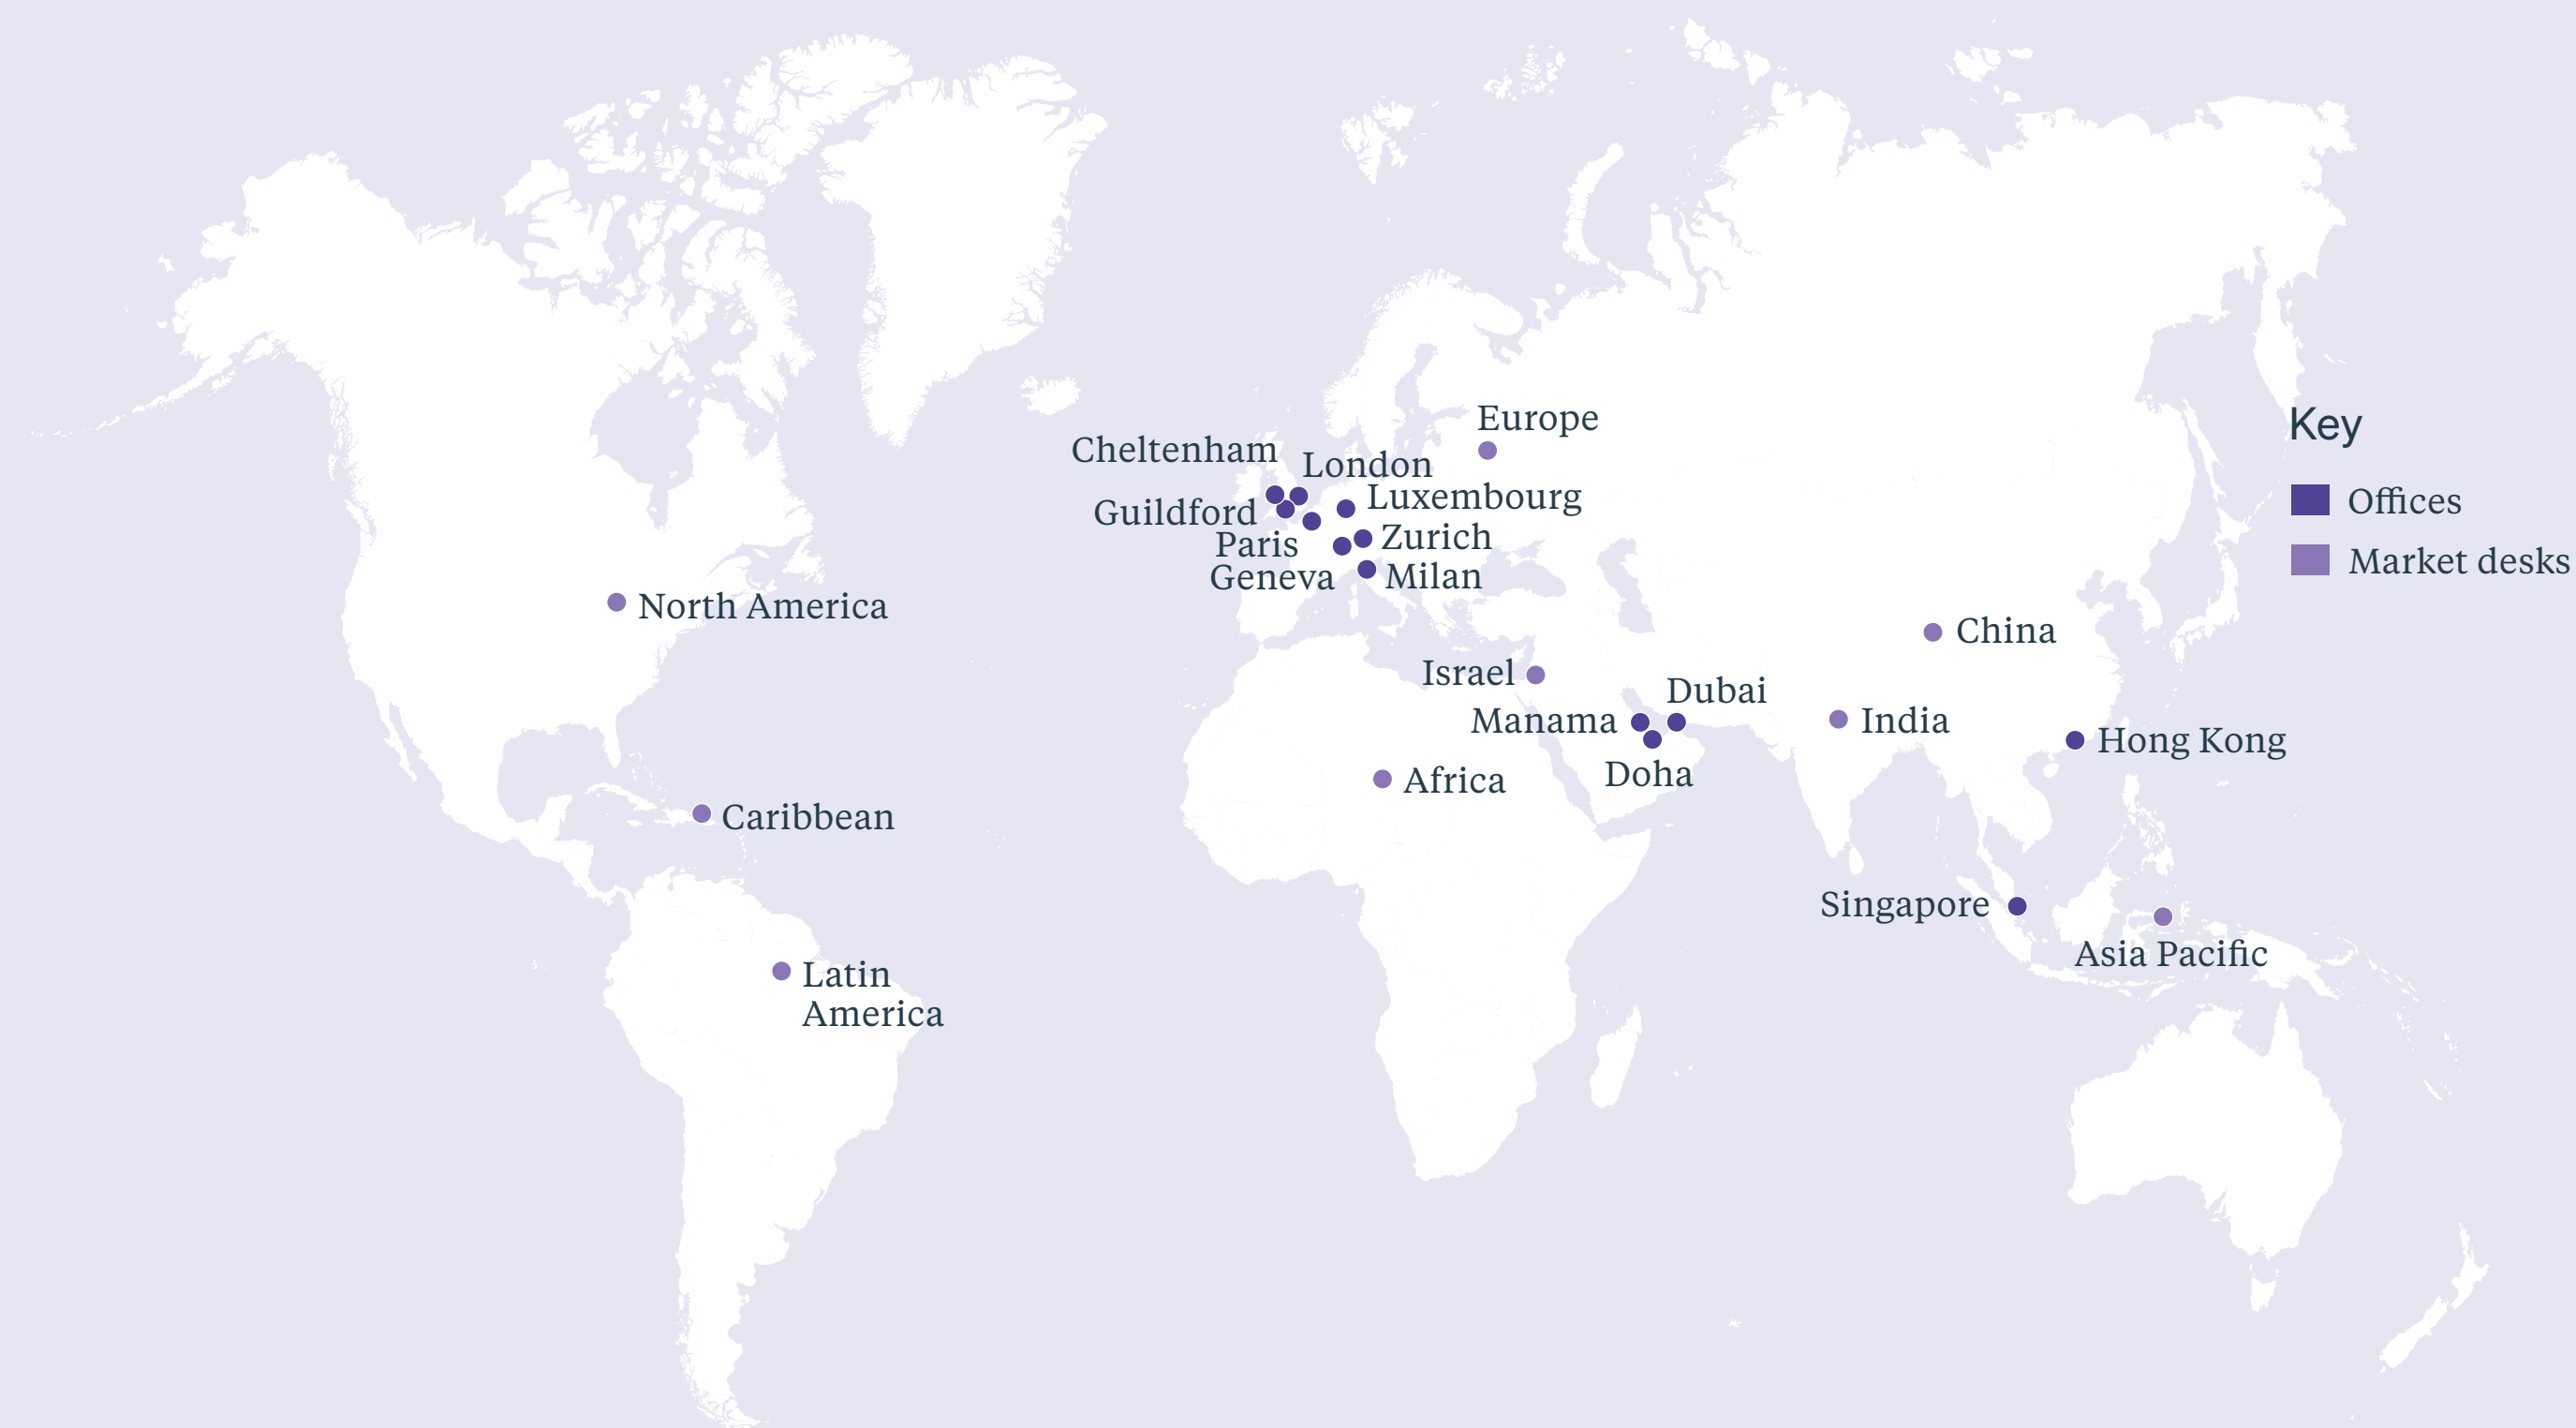 Europe
Cheltenham
London
Luxembourg
Guildford
Zurich
Paris
Geneva
Milan
North America
China
Israel
Dubai
Manama
India
Hong Kong
Doha
Africa
Caribbean
Singapore
Asia Pacific
Latin
America
Key
Offices
Market desks